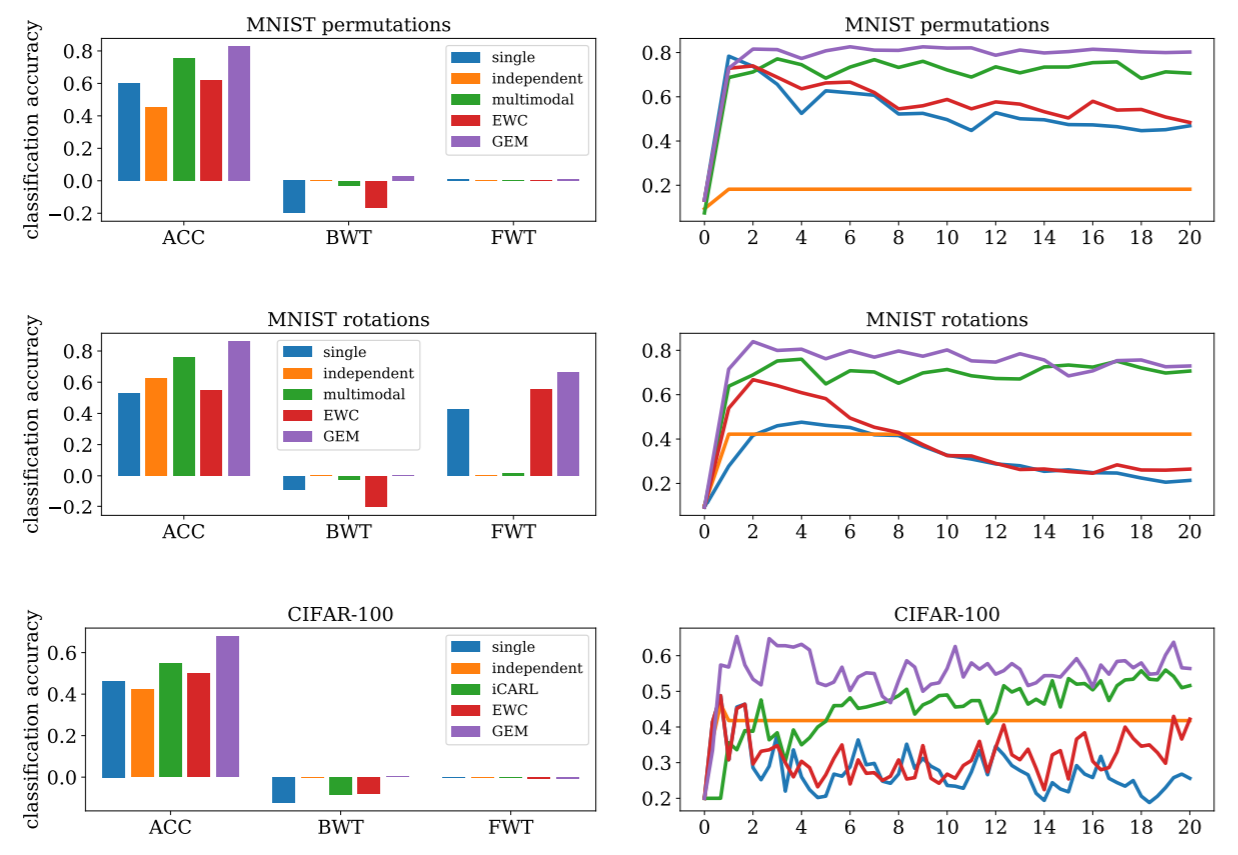 MNIST permutations
classification accuracy
0.8
0.6
0.4
0.2
0.0
−0.2
single
independent
multimodal
EWC
GEM
ACC BWT FWT
MNIST permutations
0.8
0.6
0.4
0.2
0 2 4 6 8 10 12 14 16 18 20
MNIST rotations
classification accuracy
0.8
0.6
0.4
0.2
0.0
−0.2
single
independent
multimodal
EWC
GEM
ACC BWT FWT
MNIST rotations
0.8
0.6
0.4
0.2
0 2 4 6 8 10 12 14 16 18 20
CIFAR-100
classification accuracy
0.6
0.4
0.2
0.0
single
independent
iCARL
EWC
GEM
ACC BWT FWT
CIFAR-100
0.6
0.5
0.4
0.3
0.2
0 2 4 6 8 10 12 14 16 18 20